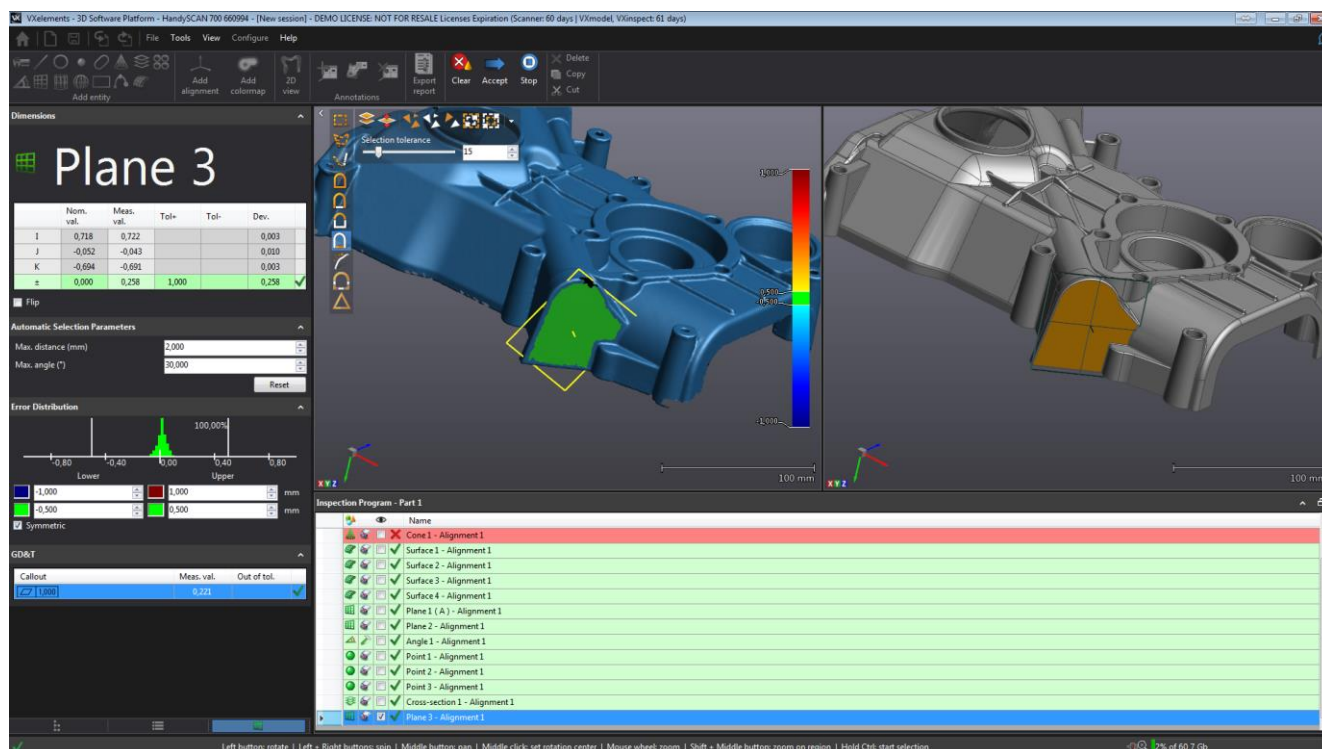 VXelements - 3D Software Platform - HandySCAN 700 660994 - [New session] - DEMO LICENSE: NOT FOR RESALE Licenses Expiration (Scanner: 60 days | VXmodel, VXinspect: 61 days)
File Tools View Configure Help
Add entity
Add alignment
Add colormap
2D view
Annotations
Export report
Clear
Accept
Stop
Delete
Copy
Cut
Dimensions
Plane 3
Nom. val. Meas. val. Tol+ Tol- Dev.
I 0,718 0,722 0,003
J -0,052 -0,043 0,010
K -0,694 -0,691 0,003
± 0,000 0,258 1,000 0,258
Flip
Automatic Selection Parameters
Max. distance (mm) 2,000
Max. angle (°) 30,000
Reset
Error Distribution
100,00%
-0,80 -0,40 0,00 0,40 0,80
Lower Upper
-1,000 1,000 mm
-0,500 0,500 mm
Symmetric
GD&T
Callout Meas. val. Out of tol.
1,000 0,221
Selection tolerance
15
1,000
0,500
-0,500
-1,000
X Y Z
100 mm
X Y Z
100 mm
Inspection Program - Part 1
Name
Cone 1 - Alignment 1
Surface 1 - Alignment 1
Surface 2 - Alignment 1
Surface 3 - Alignment 1
Surface 4 - Alignment 1
Plane 1 ( A ) - Alignment 1
Plane 2 - Alignment 1
Angle 1 - Alignment 1
Point 1 - Alignment 1
Point 2 - Alignment 1
Point 3 - Alignment 1
Cross-section 1 - Alignment 1
Plane 3 - Alignment 1
Left button: rotate | Left + Right buttons: spin | Middle button: pan | Middle click: set rotation center | Mouse wheel: zoom | Shift + Middle button: zoom on region | Hold Ctrl: start selection
2% of 60.7 Gb